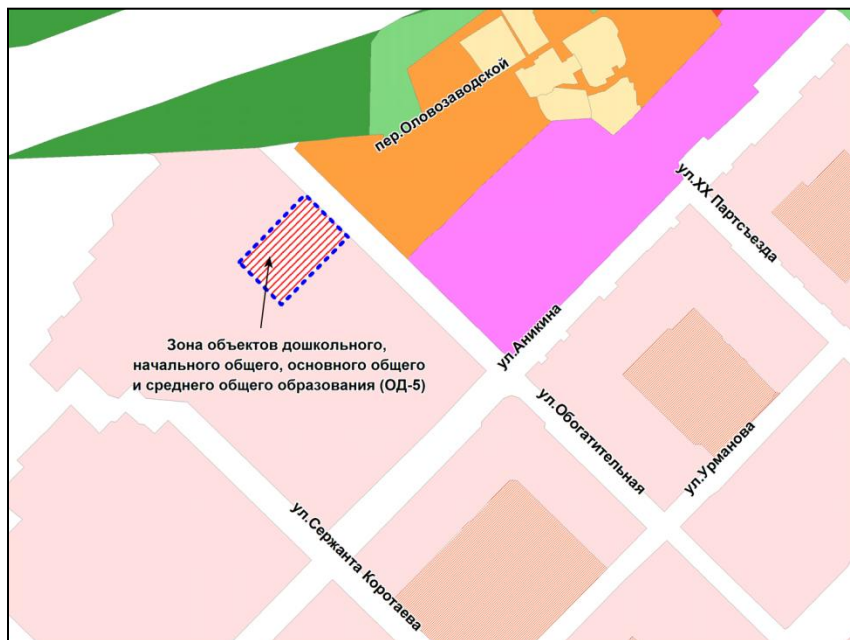 пер.Оловозаводской
ул.XX Партсъезда
ул.Аникина
Зона объектов дошкольного,
начального общего, основного общего
и среднего общего образования (ОД-5)
ул.Обогатительная
ул.Урманова
ул.Сержанта Коротаева